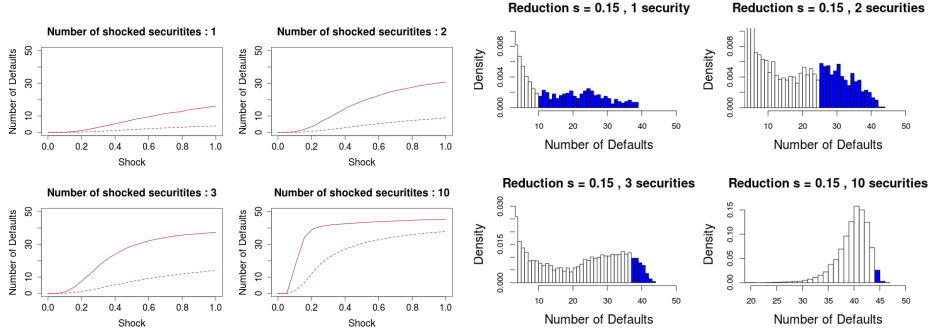 Number of shocked securitites : 1
Number of Defaults
0 10 30 50
0.0 0.2 0.4 0.6 0.8 1.0
Shock
Number of shocked securitites : 2
Number of Defaults
0 10 30 50
0.0 0.2 0.4 0.6 0.8 1.0
Shock
Reduction s = 0.15 , 1 security
Density
0.000 0.004 0.008
10 20 30 40 50
Number of Defaults
Reduction s = 0.15 , 2 securities
Density
0.000 0.004 0.008
10 20 30 40 50
Number of Defaults
Number of shocked securitites : 3
Number of Defaults
0 10 30 50
0.0 0.2 0.4 0.6 0.8 1.0
Shock
Number of shocked securitites : 10
Number of Defaults
0 10 30 50
0.0 0.2 0.4 0.6 0.8 1.0
Shock
Reduction s = 0.15 , 3 securities
Density
0.000 0.015 0.030
10 20 30 40 50
Number of Defaults
Reduction s = 0.15 , 10 securities
Density
0.00 0.05 0.10 0.15
20 25 30 35 40 45 50
Number of Defaults